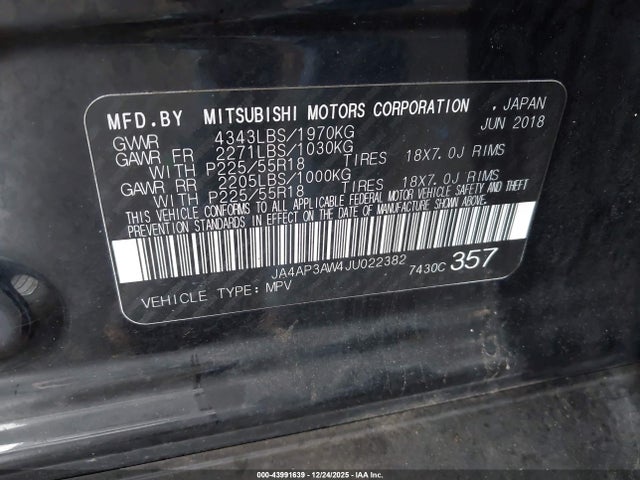 MFD.BY MITSUBISHI MOTORS CORPORATION , JAPAN
GVWR 4343LBS/1970KG JUN 2018
GAWR FR 2271LBS/1030KG
WITH P225/55R18 TIRES 18X7.0J RIMS
GAWR RR 2205LBS/1000KG
WITH P225/55R18 TIRES 18X7.0J RIMS
THIS VEHICLE CONFORMS TO ALL APPLICABLE FEDERAL MOTOR VEHICLE SAFETY AND THEFT
PREVENTION STANDARDS IN EFFECT ON THE DATE OF MANUFACTURE SHOWN ABOVE.
JA4AP3AW4JU022382 7430C 357
VEHICLE TYPE: MPV
000-43991639 - 12/24/2025 - IAA Inc.